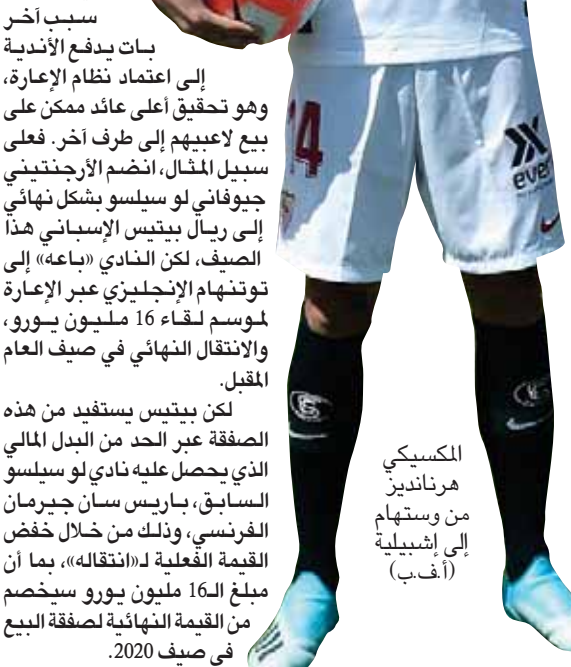 سبب آخر
بات يدفع الأندية
إلى اعتماد نظام الإعارة،
وهو تحقيق أعلى عائد ممكن على
بيع لاعبيهم إلى طرف آخر. فعلى
سبيل المثال، انضم الأرجنتيني
جيوفاني لو سيلسو بشكل نهائي
إلى ريال بيتيس الإسباني هذا
الصيف، لكن النادي «باعه» إلى
توتنهام الإنجليزي عبر الإعارة
لموسم لقاء 16 مليون يورو،
والانتقال النهائي في صيف العام
المقبل.
لكن بيتيس يستفيد من هذه
الصفقة عبر الحد من البدل المالي
الذي يحصل عليه نادي لو سيلسو
السابق، باريس سان جيرمان
الفرنسي، وذلك من خلال خفض
القيمة الفعلية لـ«انتقاله»، بما أن
مبلغ الـ16 مليون يورو سيخصم
من القيمة النهائية لصفقة البيع
في صيف 2020.
14
ever
المكسيكي
هرنانديز
من وستهام
إلى إشبيلية
(أ.ف.ب)